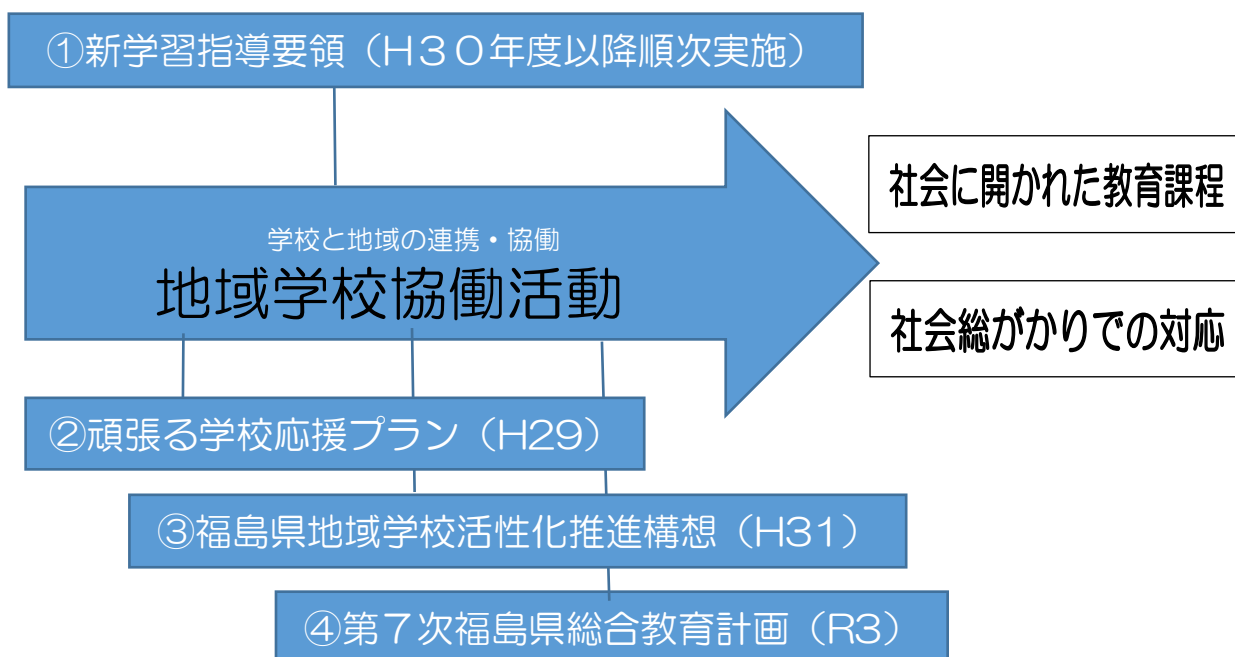 ①新学習指導要領（H３０年度以降順次実施）
社会に開かれた教育課程
学校と地域の連携・協働
地域学校協働活動
社会総がかりでの対応
②頑張る学校応援プラン（H29）
③福島県地域学校活性化推進構想（H31）
④第７次福島県総合教育計画（R3）